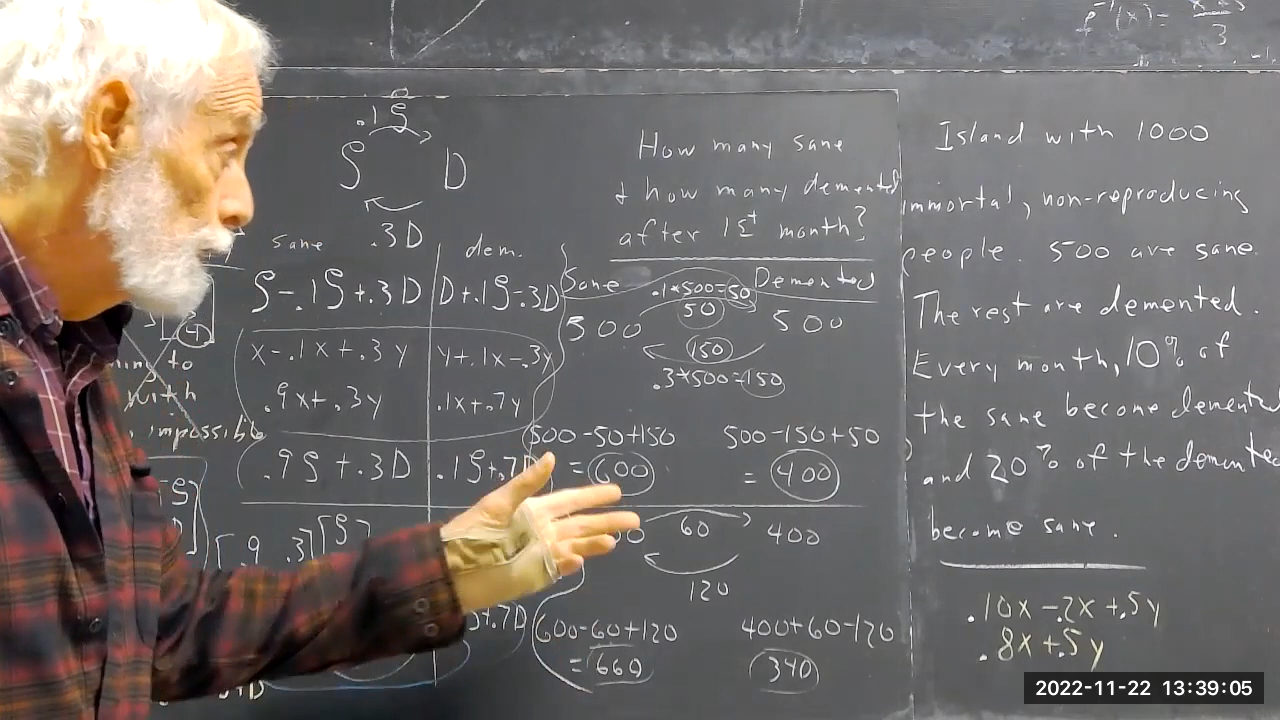 .1S
S D
.3D
sane dem.
S-.1S+.3D D+.1S-.3D
x-.1x+.3y y+.1x-.3y
.9x+.3y .1x+.7y
.9S+.3D .1S+.7D
with
impossible
[.9 .3][S
How many sane
+ how many demented
after 1st month?
Sane Demented
.1*500=50
50
500 500
150
.3*500=150
500-50+150 500-150+50
=600 =400
60 400
120
600-60+120 400+60-120
=660 340
Island with 1000
immortal, non-reproducing
people. 500 are sane.
The rest are demented.
Every month, 10% of
the sane become demented
and 20% of the demented
become sane.
.10x-.2x+.5y
.8x+.5y
2022-11-22 13:39:05